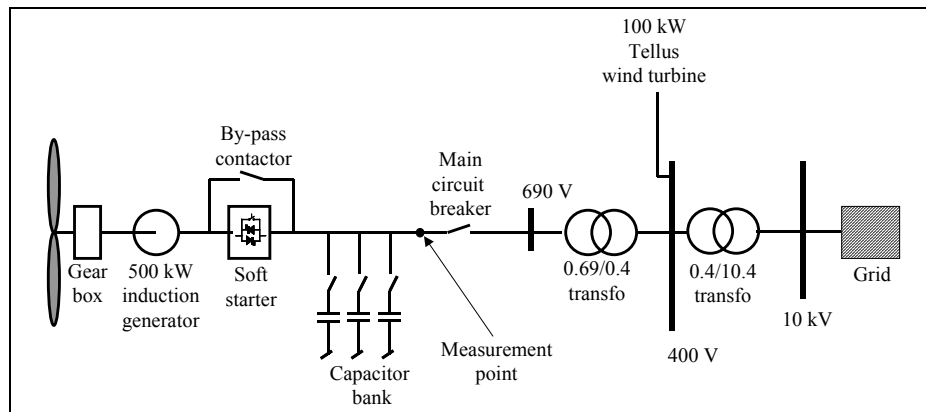 100 kW
Tellus
wind turbine
By-pass
contactor
Main
circuit
breaker
690 V
Gear
box
500 kW
induction
generator
Soft
starter
0.69/0.4
transfo
0.4/10.4
transfo
Grid
10 kV
Measurement
point
400 V
Capacitor
bank